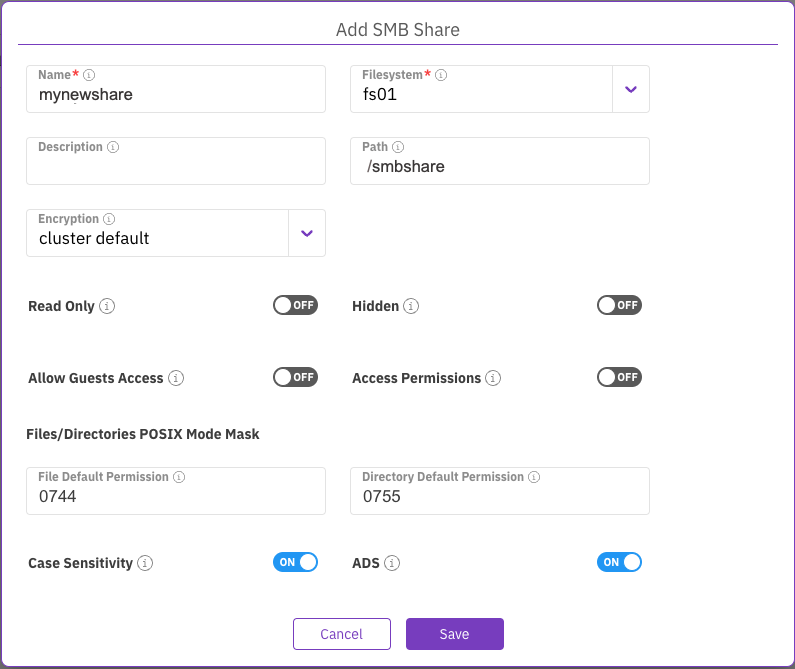 Add SMB Share
Name* Filesystem*
mynewshare fs01
Description Path
/smbshare
Encryption
cluster default
Read Only OFF Hidden OFF
Allow Guests Access OFF Access Permissions OFF
Files/Directories POSIX Mode Mask
File Default Permission Directory Default Permission
0744 0755
Case Sensitivity ON ADS ON
Cancel Save